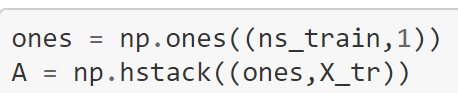 ones = np.ones((ns_train,1))
A = np.hstack((ones,X_tr))